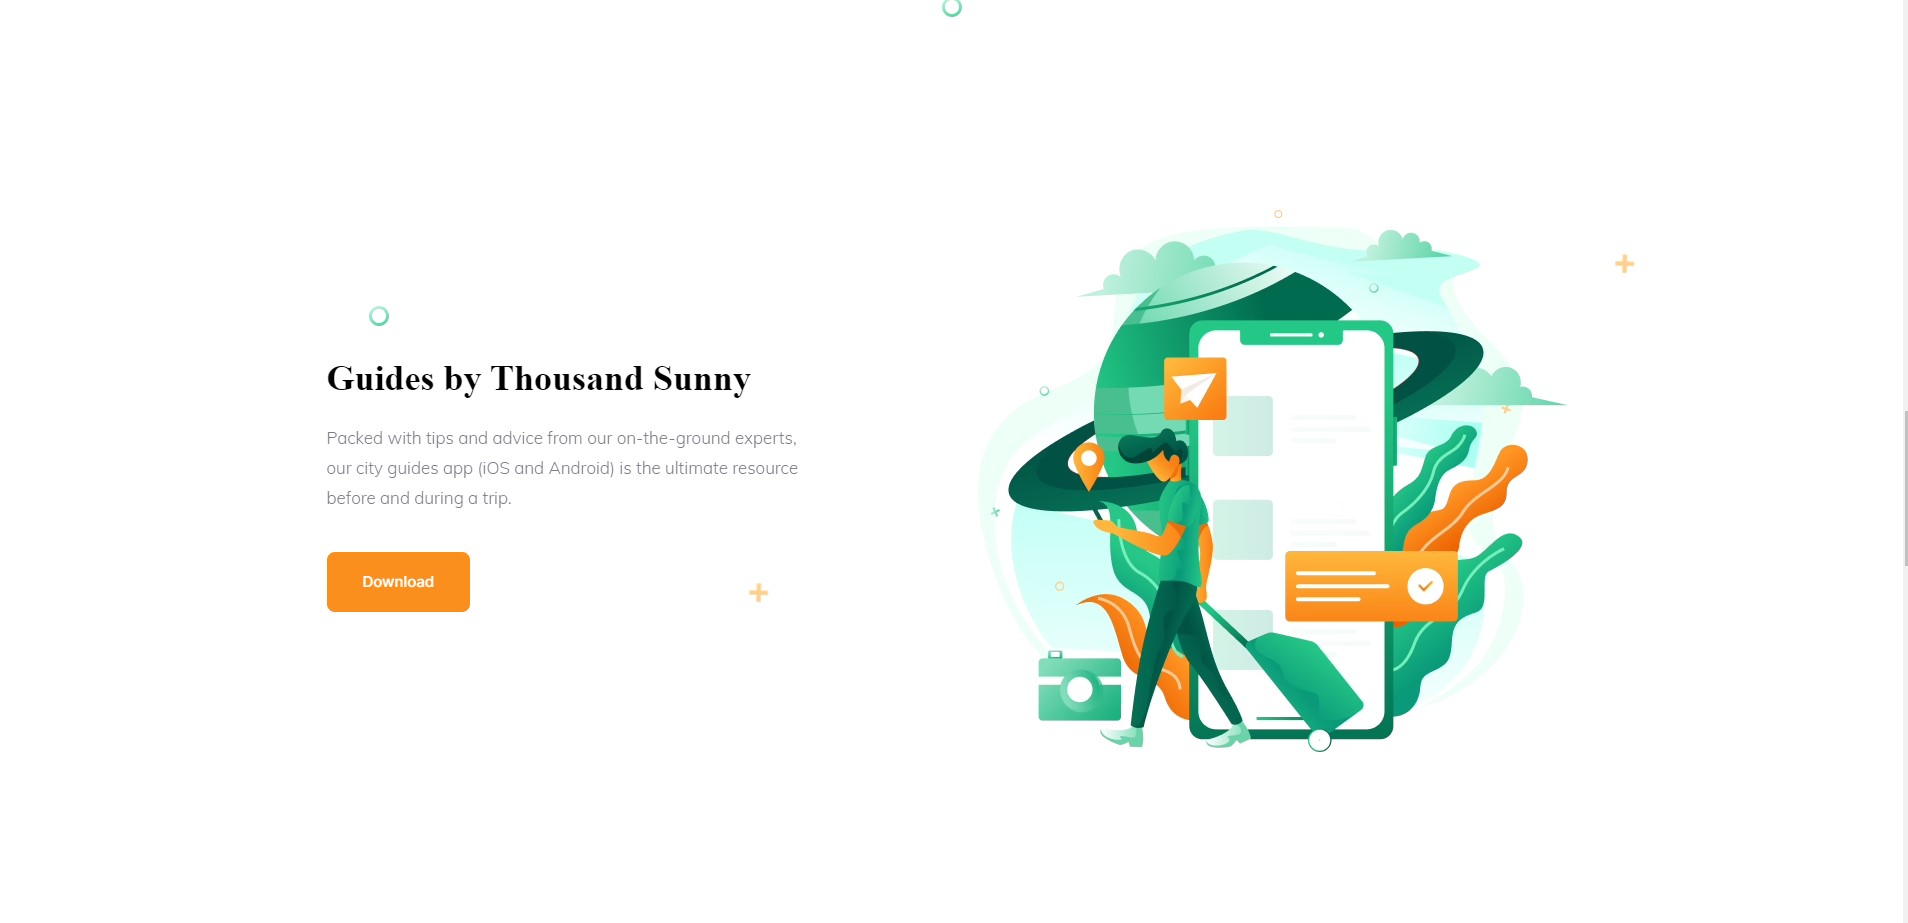 Guides by Thousand Sunny
Packed with tips and advice from our on-the-ground experts,
our city guides app (iOS and Android) is the ultimate resource
before and during a trip.
Download